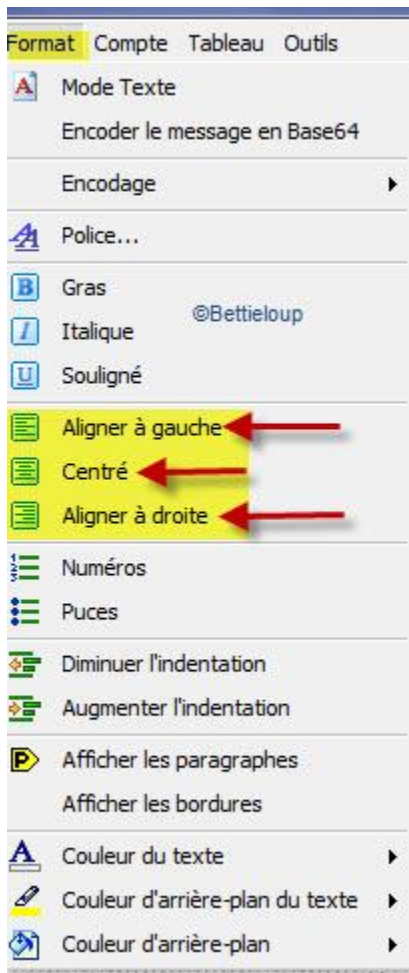 Format Compte Tableau Outils
Mode Texte
Encoder le message en Base64
Encodage
Police...
Gras
©Bettieloup
Italique
Souligné
Aligner à gauche
Centré
Aligner à droite
Numéros
Puces
Diminuer l'indentation
Augmenter l'indentation
Afficher les paragraphes
Afficher les bordures
Couleur du texte
Couleur d'arrière-plan du texte
Couleur d'arrière-plan